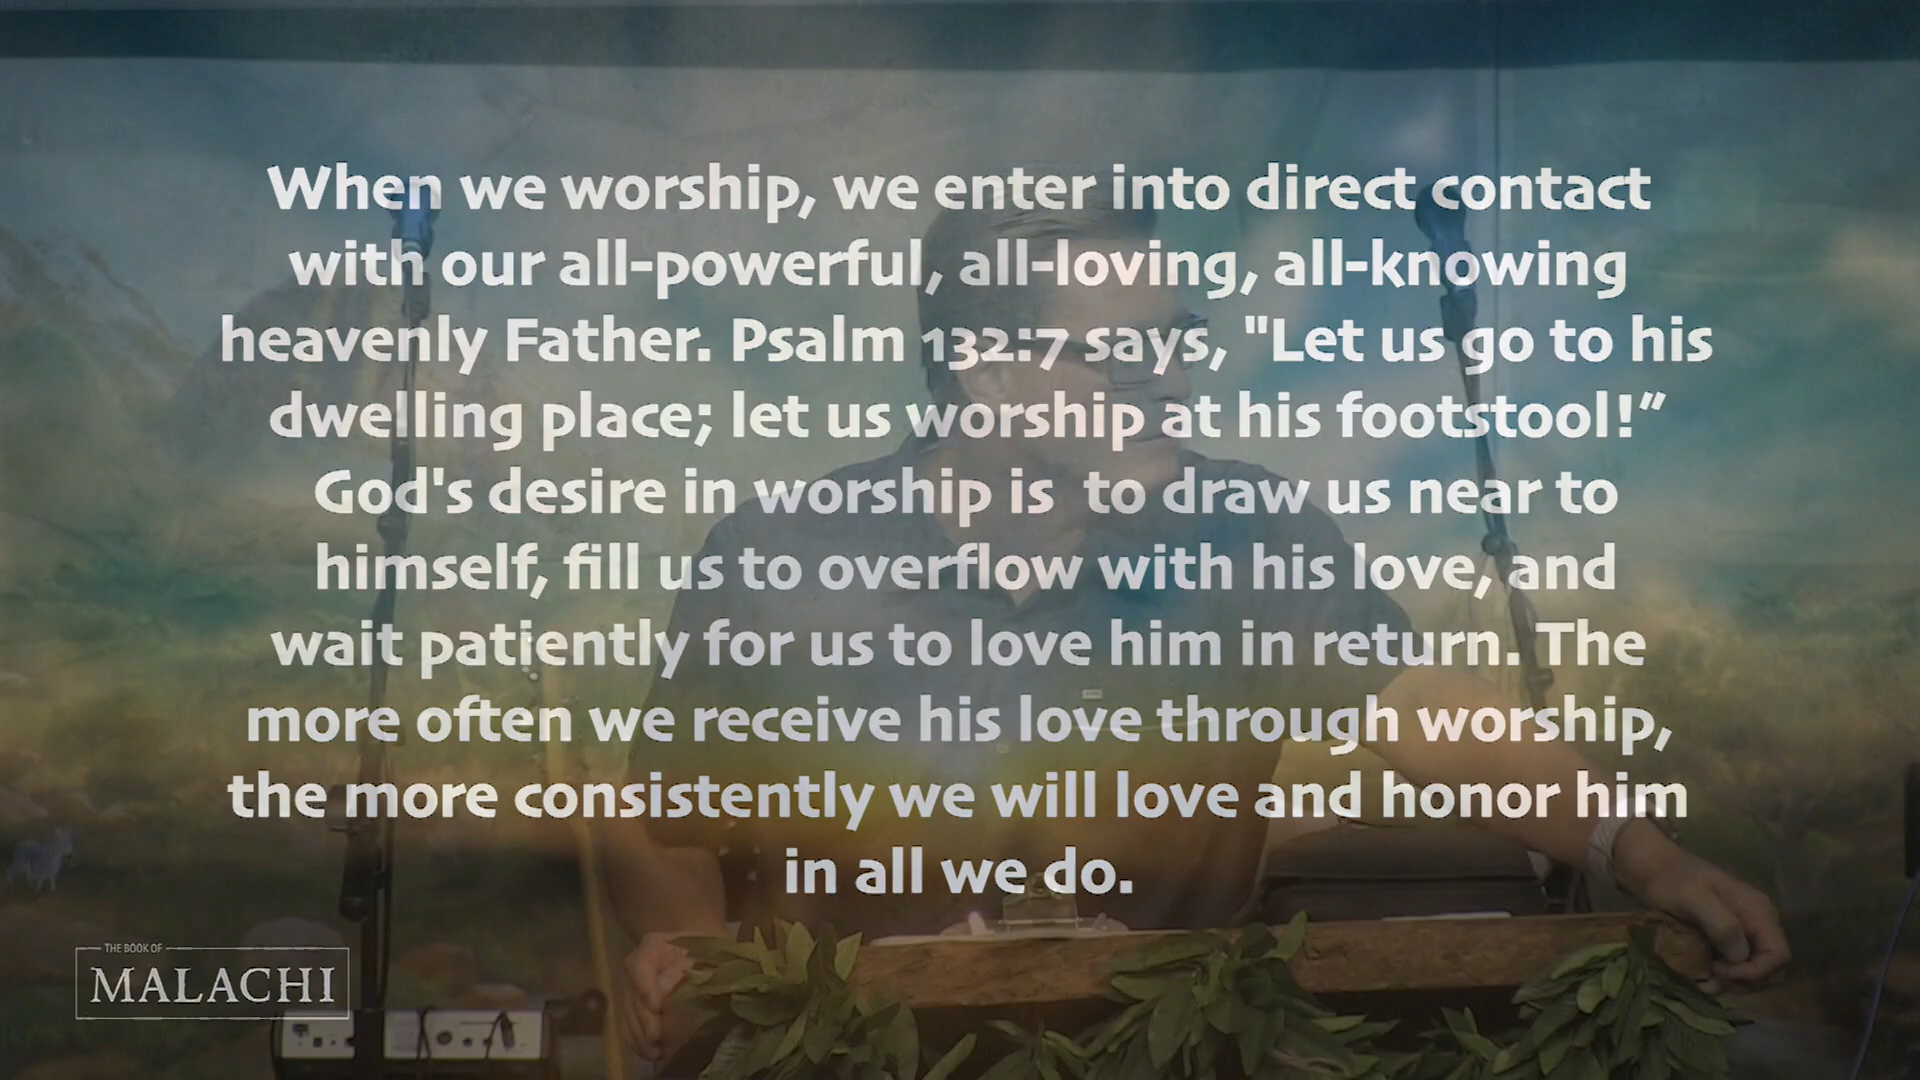 When we worship, we enter into direct contact
with our all-powerful, all-loving, all-knowing
heavenly Father. Psalm 132:7 says, "Let us go to his
dwelling place; let us worship at his footstool!”
God's desire in worship is  to draw us near to
himself, fill us to overflow with his love, and
wait patiently for us to love him in return. The
more often we receive his love through worship,
the more consistently we will love and honor him
in all we do.
THE BOOK OF
MALACHI